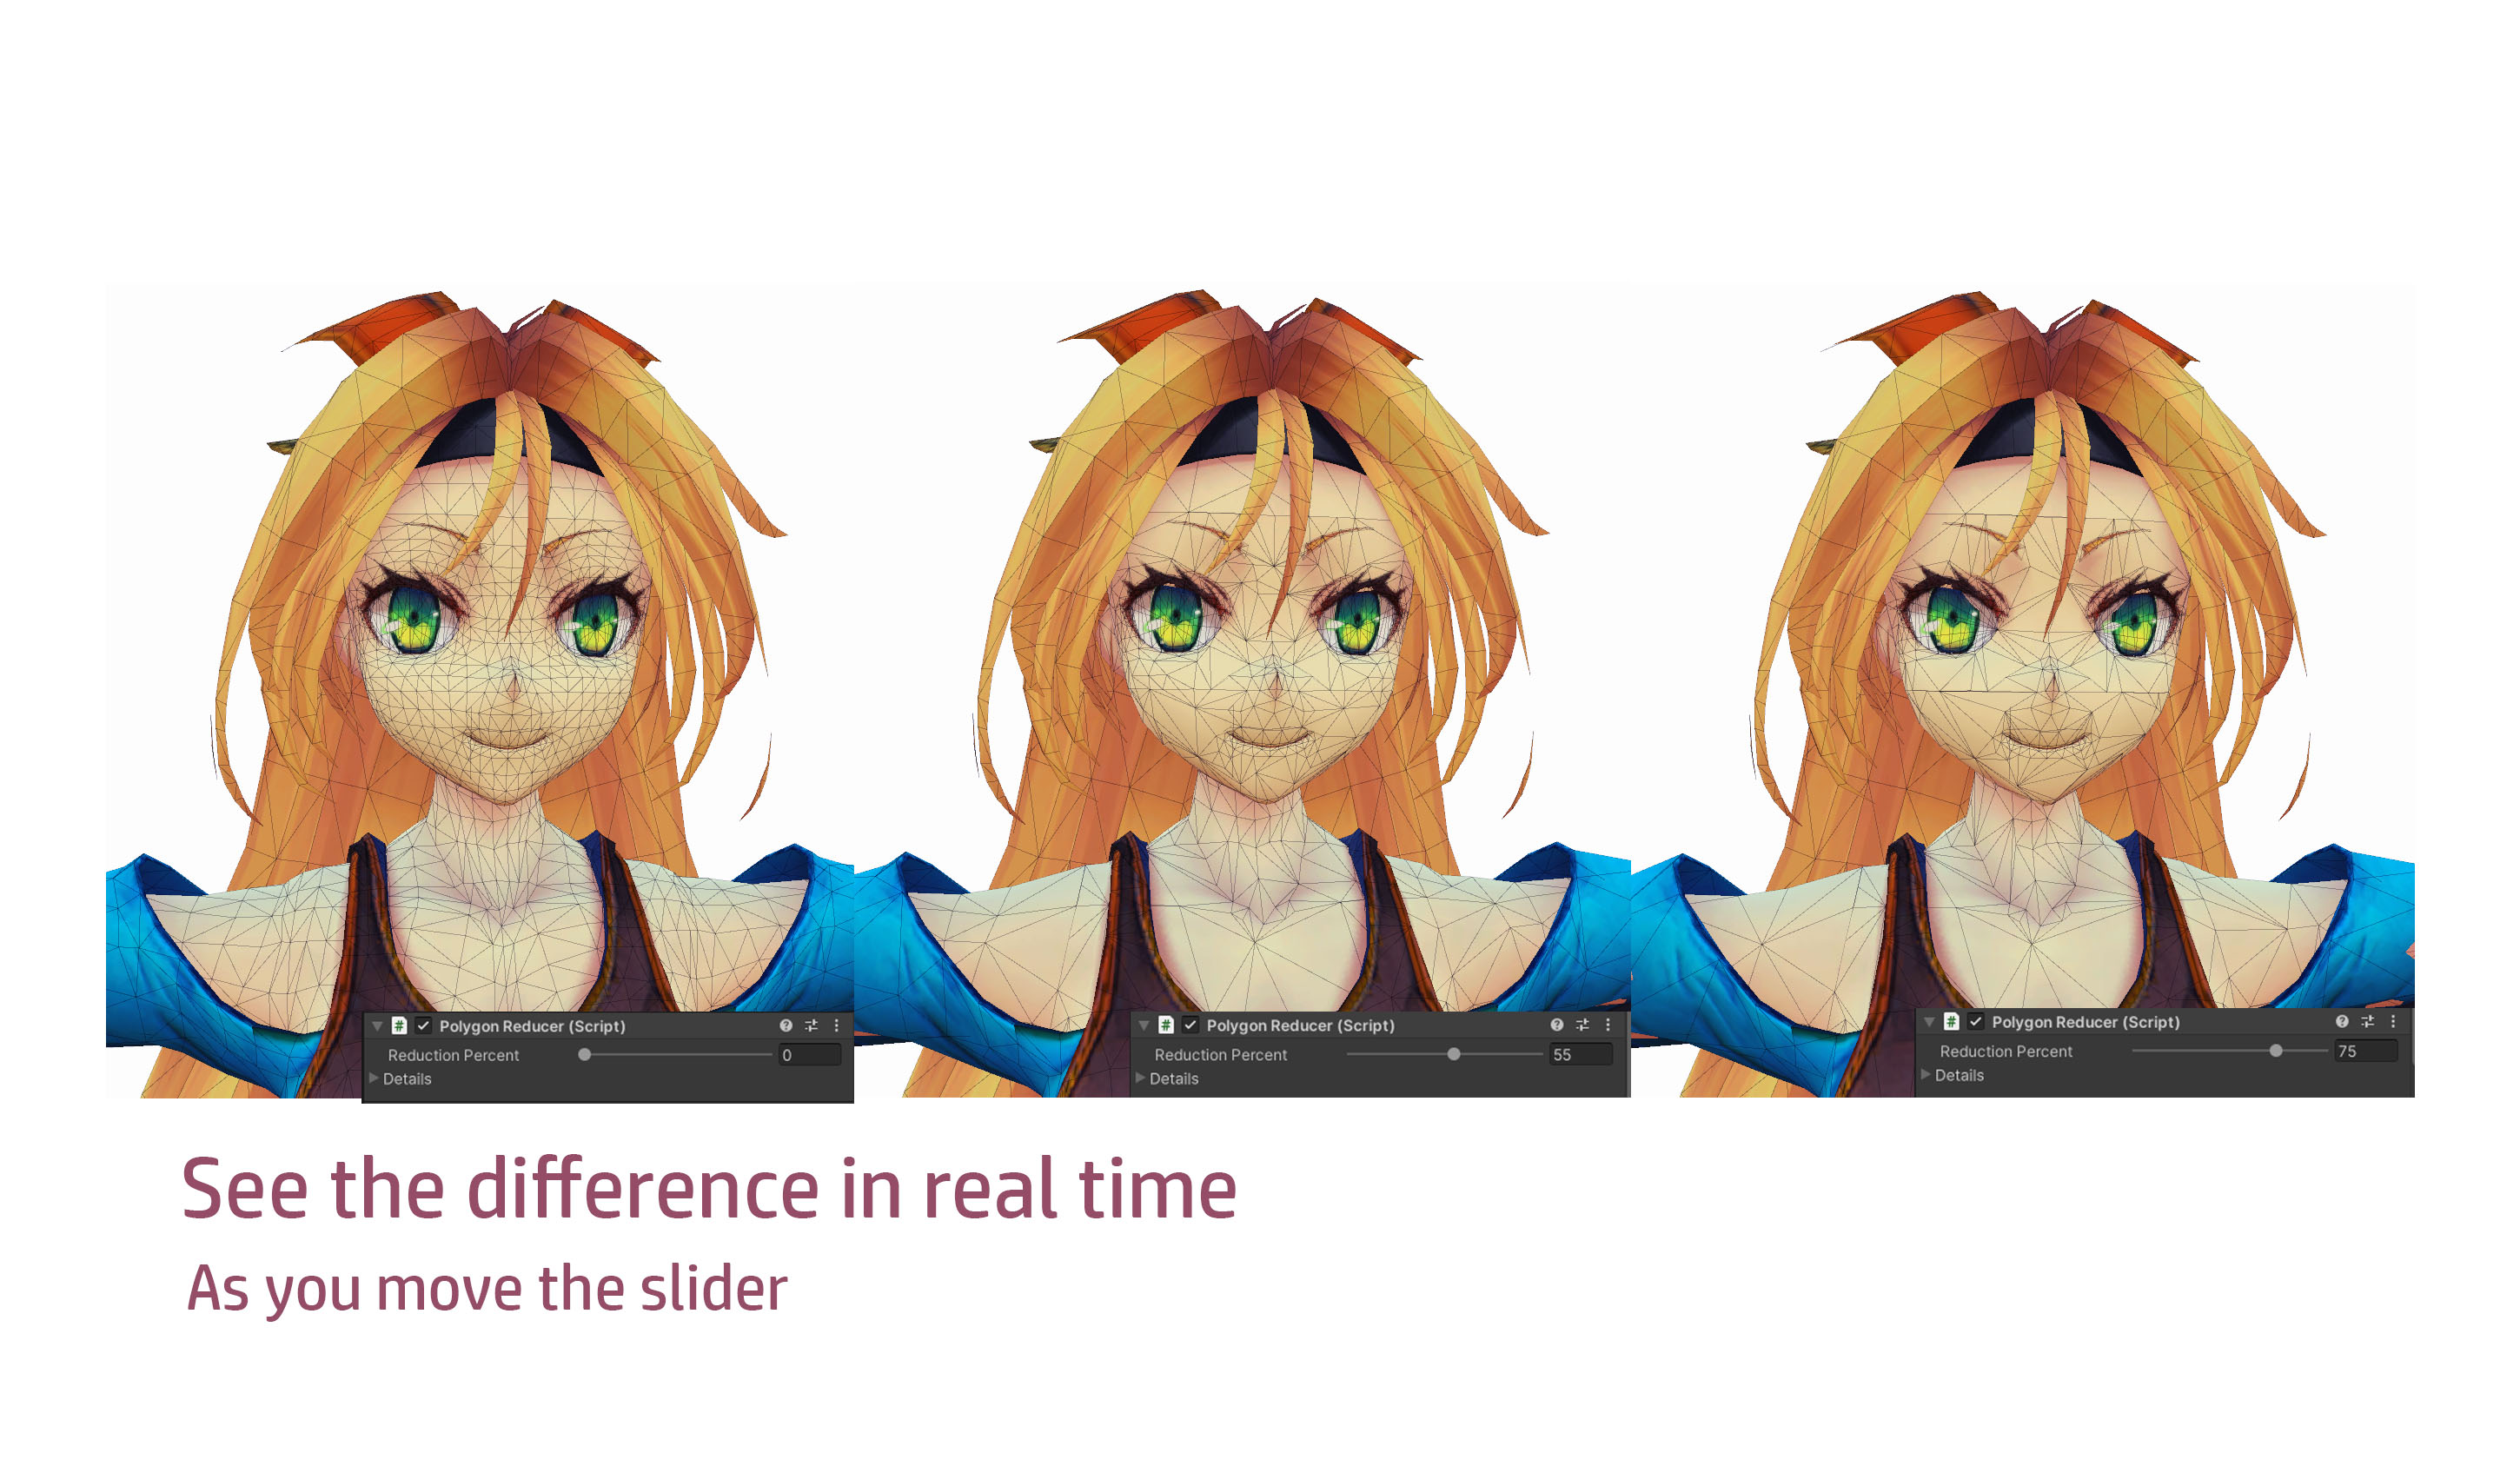 Polygon Reducer (Script)
Reduction Percent 0
Details
Polygon Reducer (Script)
Reduction Percent 55
Details
Polygon Reducer (Script)
Reduction Percent 75
Details
See the difference in real time
As you move the slider